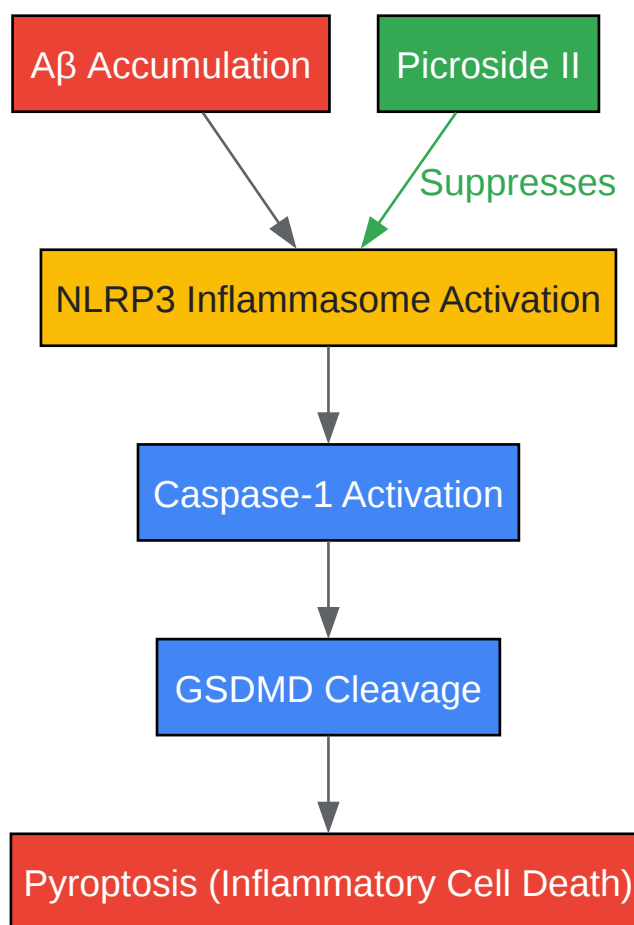 Aβ Accumulation
Picroside II
Suppresses
NLRP3 Inflammasome Activation
Caspase-1 Activation
GSDMD Cleavage
Pyroptosis (Inflammatory Cell Death)